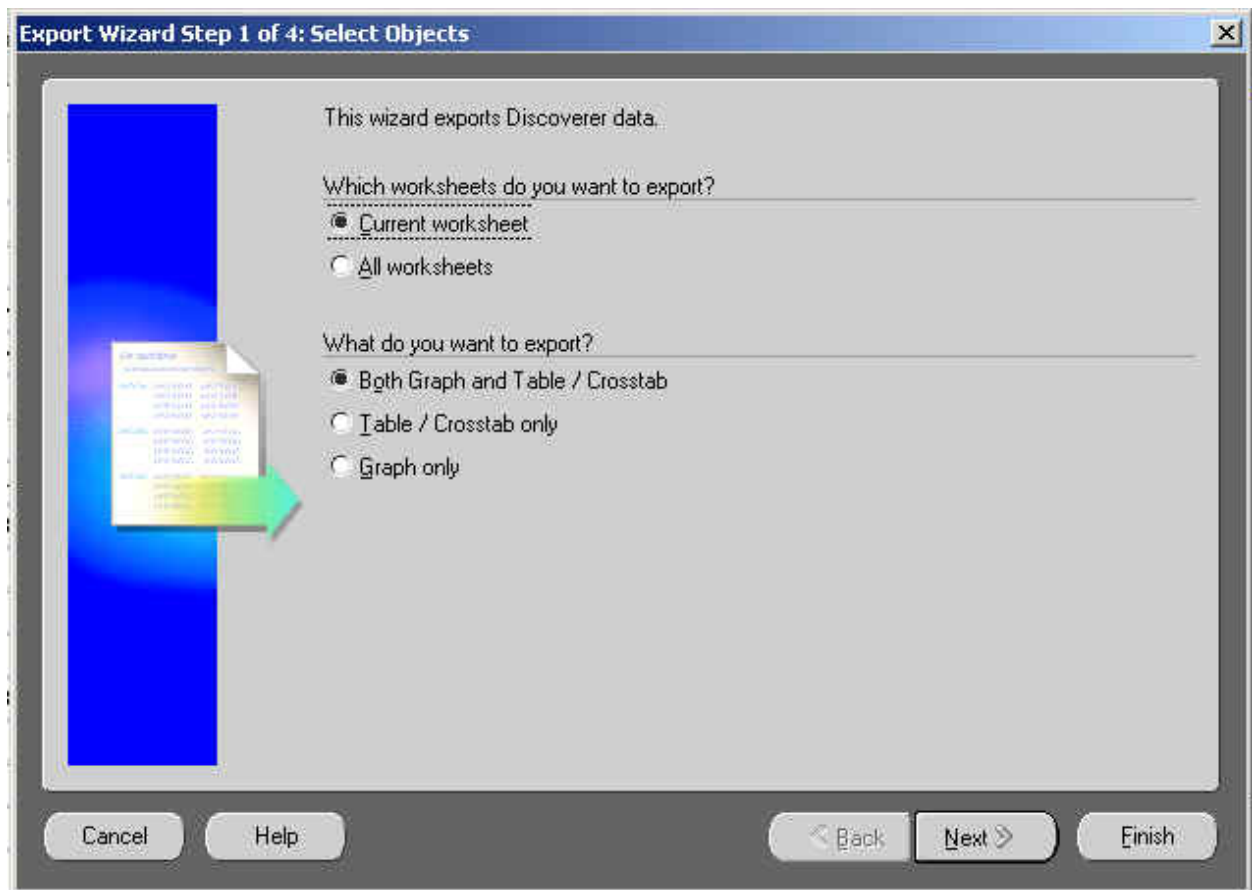 Export Wizard Step 1 of 4: Select Objects
This wizard exports Discoverer data.
Which worksheets do you want to export?
Current worksheet
All worksheets
What do you want to export?
Both Graph and Table / Crosstab
Table / Crosstab only
Graph only
Cancel
Help
Back
Next
Finish